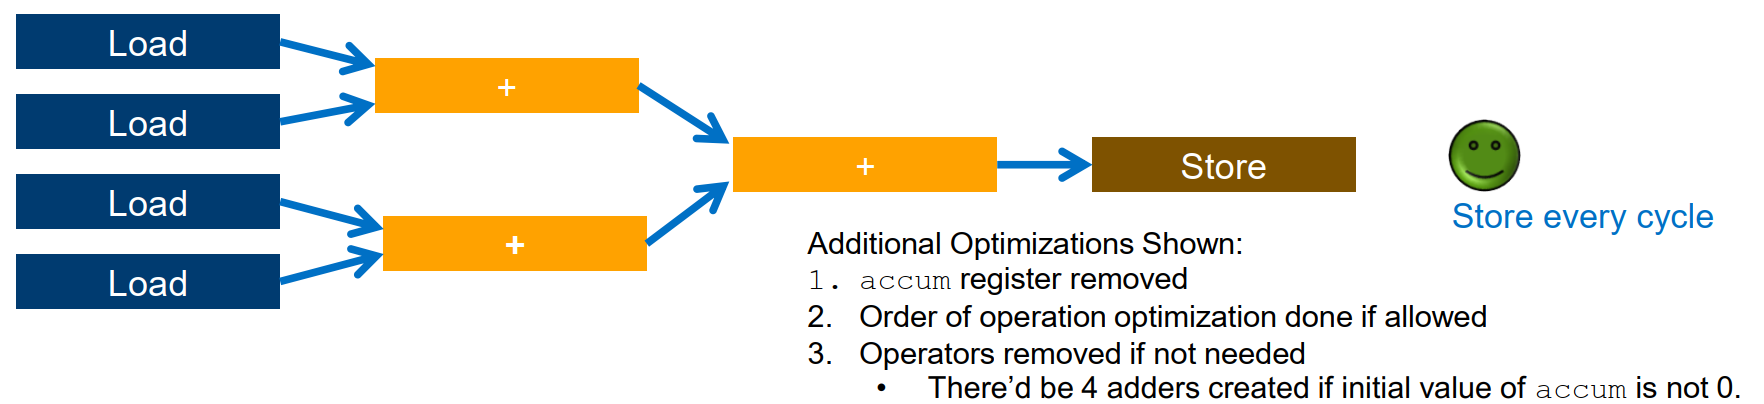 Load
Load
Load
Load
+
+
+
Store
Store every cycle
Additional Optimizations Shown:
1. accum register removed
2. Order of operation optimization done if allowed
3. Operators removed if not needed
• There’d be 4 adders created if initial value of accum is not 0.